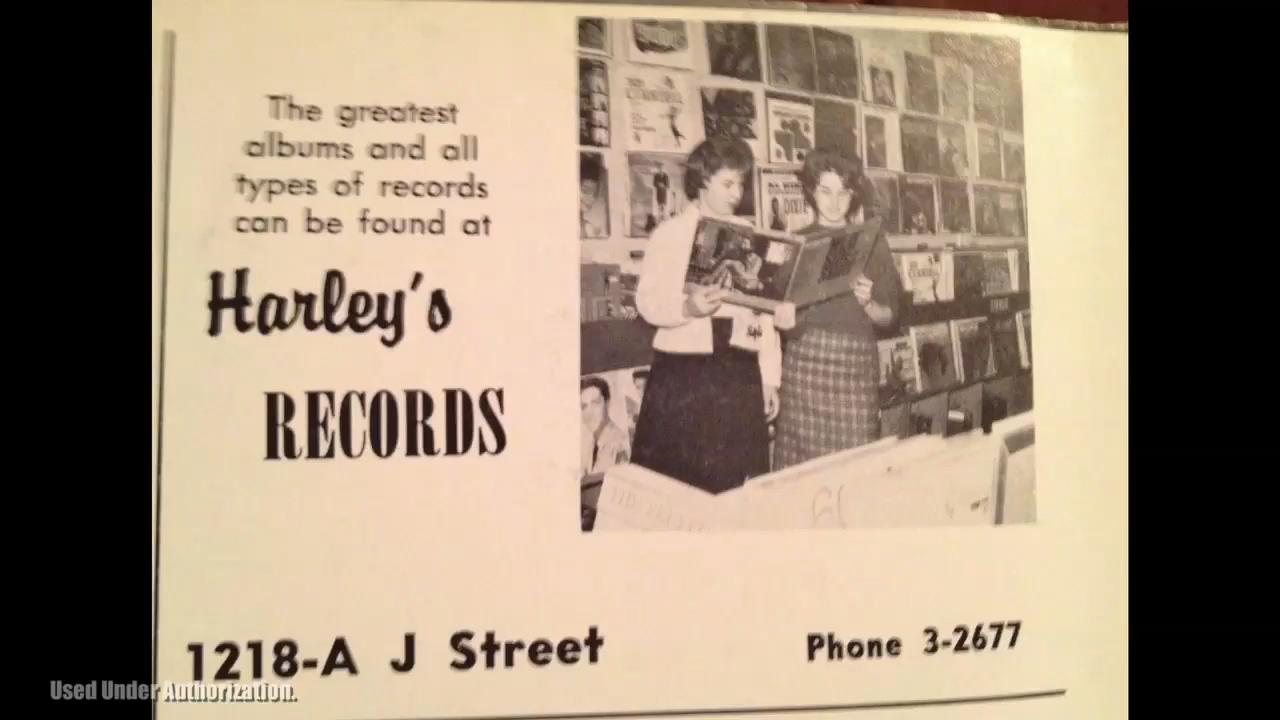 The greatest
albums and all
types of records
can be found at
Harley's
RECORDS
DIXIE
1218-A J Street
Phone 3-2677
Used Under Authorization.